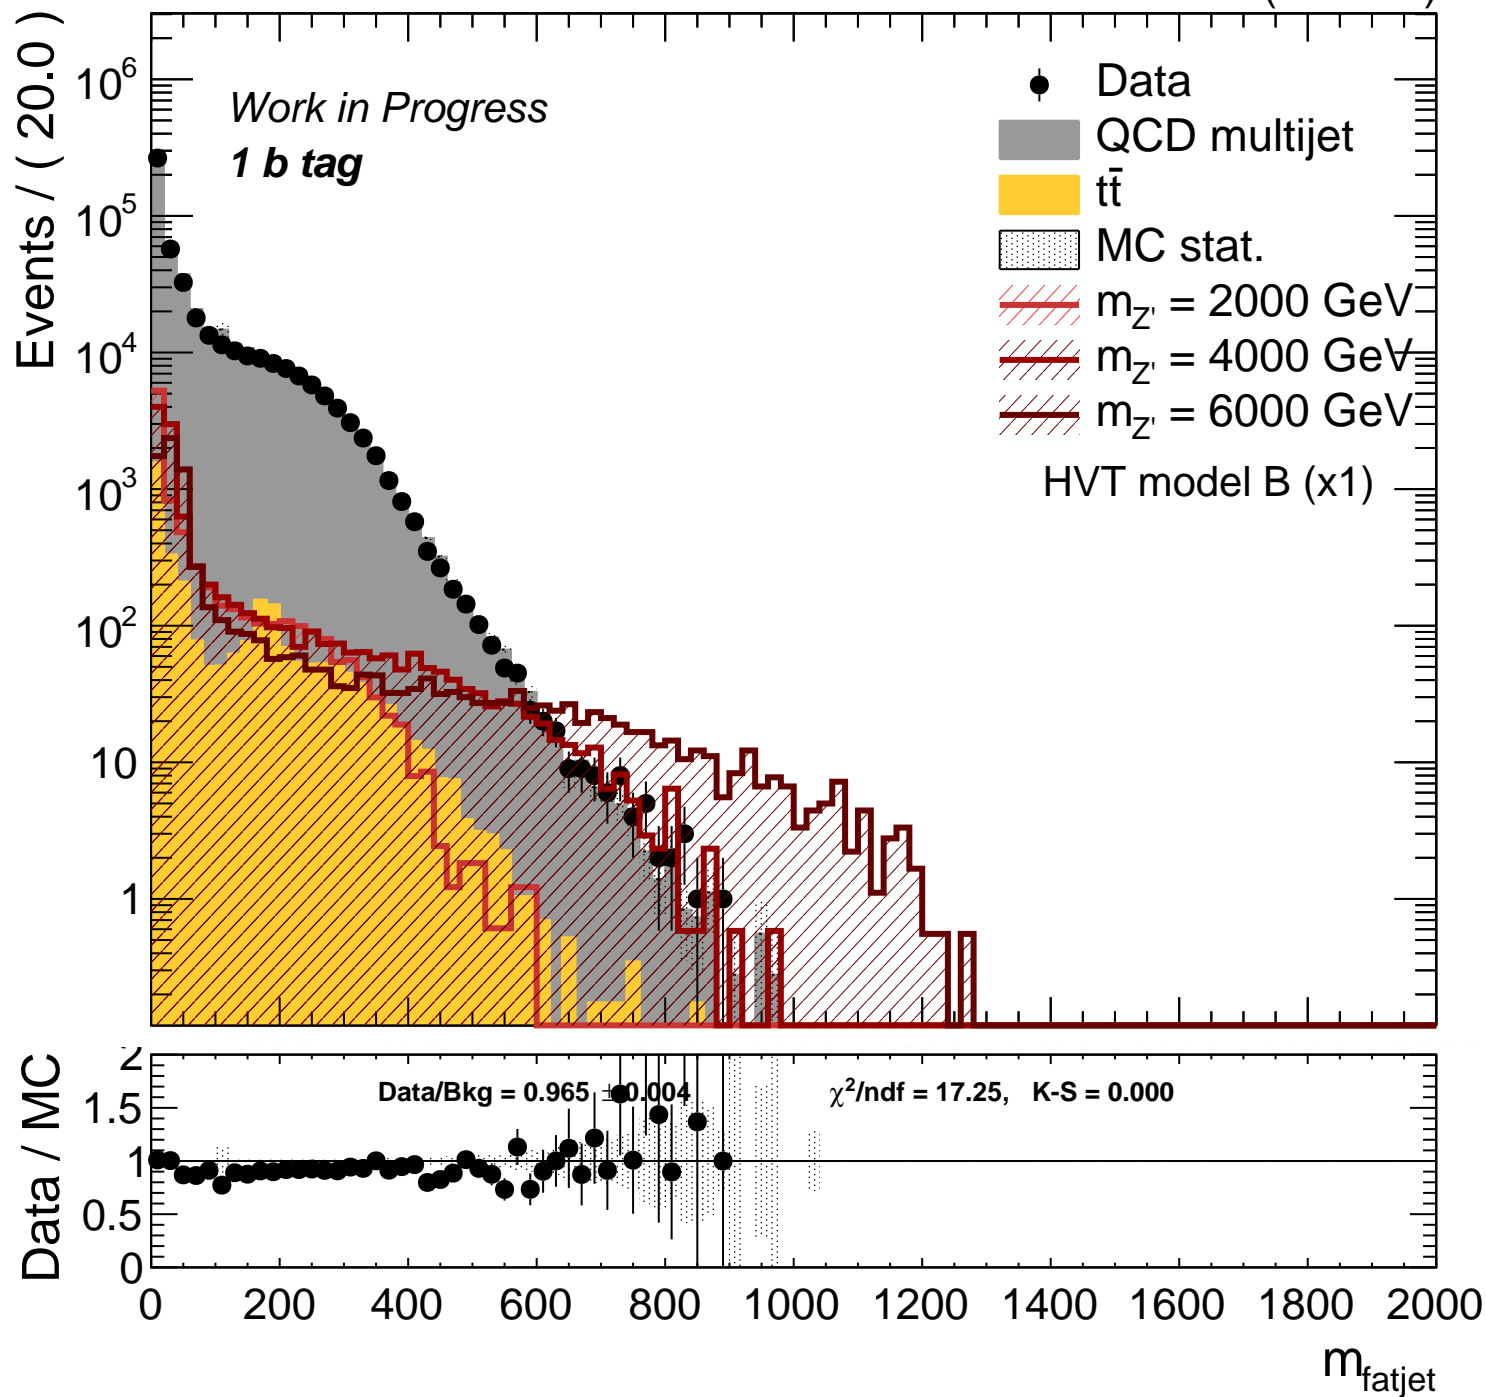 Events / ( 20.0 )
10^6
10^5
10^4
10^3
10^2
10
1
Work in Progress
1 b tag
Data
QCD multijet
tt̄
MC stat.
m_Z' = 2000 GeV
m_Z' = 4000 GeV
m_Z' = 6000 GeV
HVT model B (x1)
Data / MC
2
1.5
1
0.5
0
Data/Bkg = 0.965 ± 0.004
χ²/ndf = 17.25, K-S = 0.000
0 200 400 600 800 1000 1200 1400 1600 1800 2000
m_fatjet